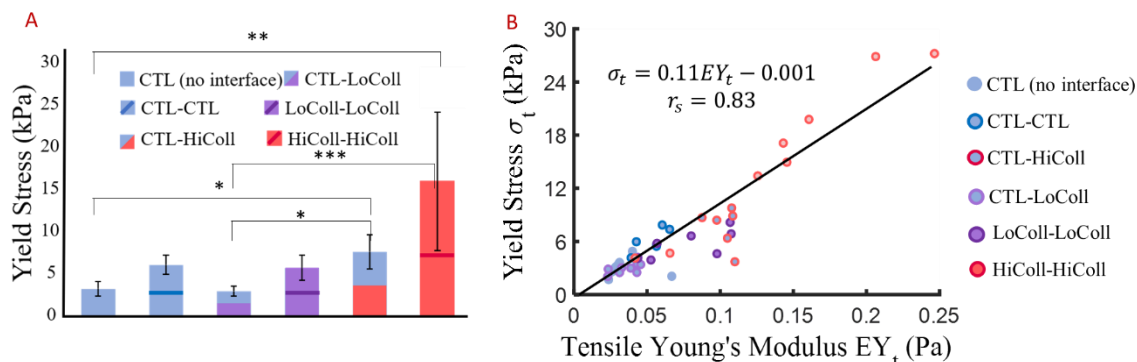 A
**
CTL (no interface)
CTL-LoColl
CTL-CTL
LoColl-LoColl
CTL-HiColl
HiColl-HiColl
***
*
*
30
25
20
15
10
5
0
Yield Stress (kPa)
B
σt = 0.11EYt − 0.001
rs = 0.83
30
24
18
12
6
0
Yield Stress σt (kPa)
0
0.05
0.1
0.15
0.2
0.25
Tensile Young's Modulus EYt (Pa)
CTL (no interface)
CTL-CTL
CTL-HiColl
CTL-LoColl
LoColl-LoColl
HiColl-HiColl